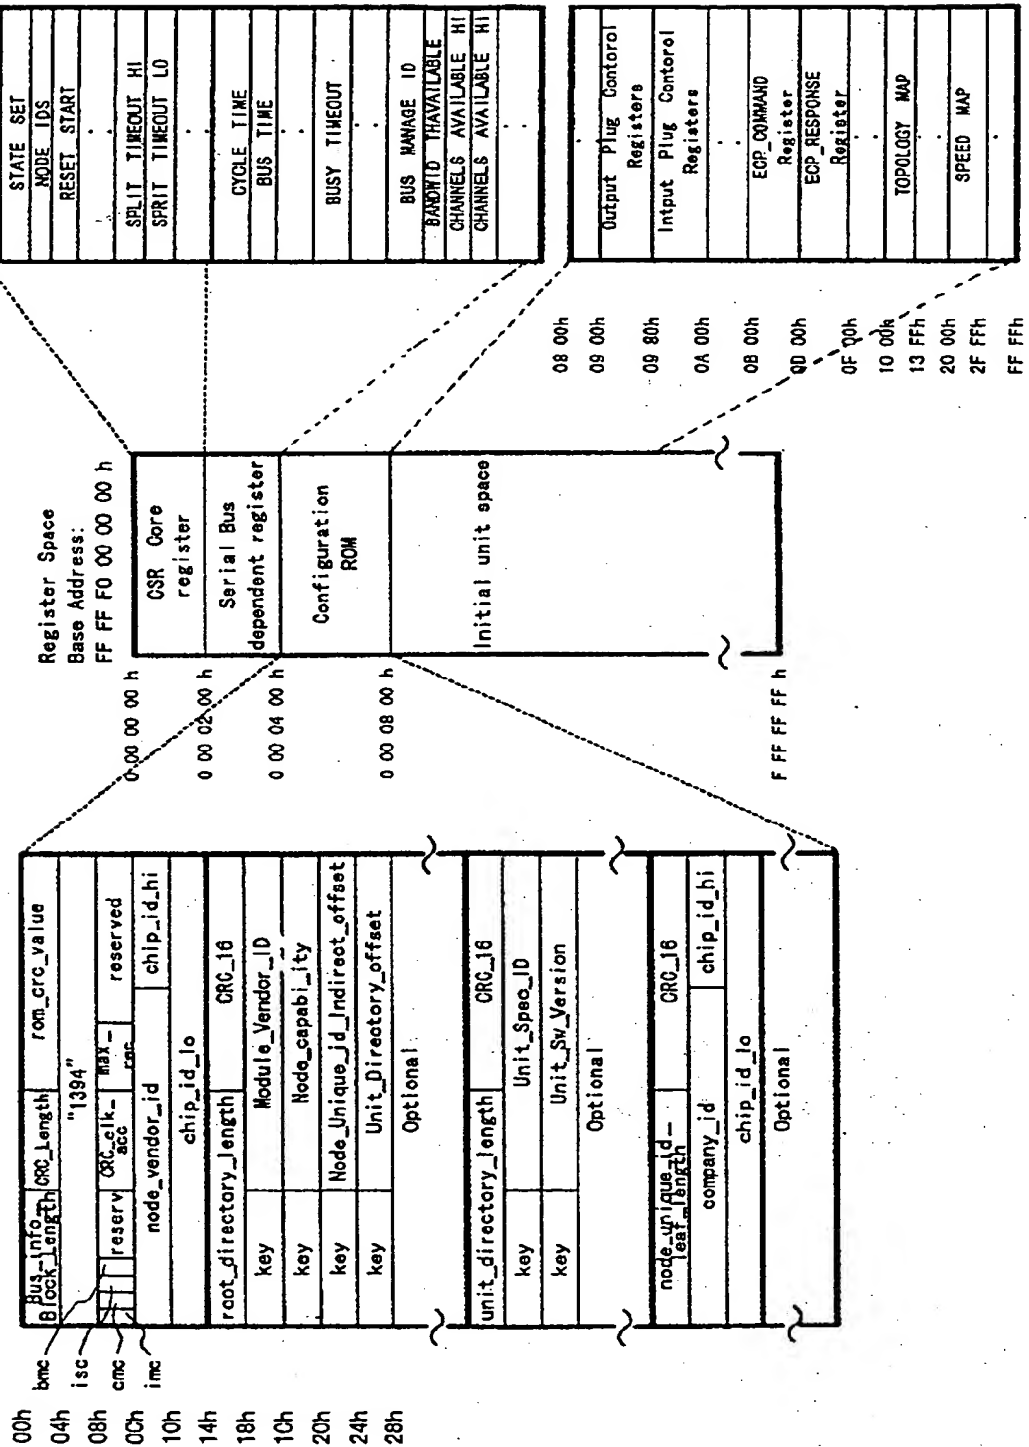 00h
04h
08h
0Ch
10h
14h
18h
1Ch
20h
24h
28h
bmc
isc
cmc
imc
Bus_info_
Block_length
CRC_Length
rom_crc_value
"1394"
reserv
CRC_clk_
acc
max_
rec
reserved
node_vendor_id
chip_id_hi
chip_id_lo
root_directory_length
CRC_16
key
Module_Vendor_ID
key
Node_capabi_ity
key
Node_Unique_id_Indirect_offset
key
Unit_Directory_offset
Optional
unit_directory_length
CRC_16
key
Unit_Spec_ID
key
Unit_Sw_Version
Optional
node_unique_id_
leaf_length
CRC_16
company_id
chip_id_hi
chip_id_lo
Optional
Register Space
Base Address:
FF FF F0 00 00 00 h
0 00 00 00 h
0 00 02 00 h
0 00 04 00 h
0 00 08 00 h
F FF FF FF h
CSR Core
register
Serial Bus
dependent register
Configuration
ROM
Initial unit space
STATE SET
NODE IDS
RESET START
SPLIT TIMEOUT HI
SPRIT TIMEOUT LO
CYCLE TIME
BUS TIME
BUSY TIMEOUT
BUS MANAGE ID
BANDWID THAVAILABLE
CHANNELS AVAILABLE HI
CHANNELS AVAILABLE HI
08 00h
09 00h
09 80h
0A 00h
0B 00h
0D 00h
0F 00h
10 00h
13 FFh
20 00h
2F FFh
FF FFh
Output Plug Contorol
Registers
Intput Plug Contorol
Registers
ECP_COMMAND
Register
ECP_RESPONSE
Register
TOPOLOGY MAP
SPEED MAP